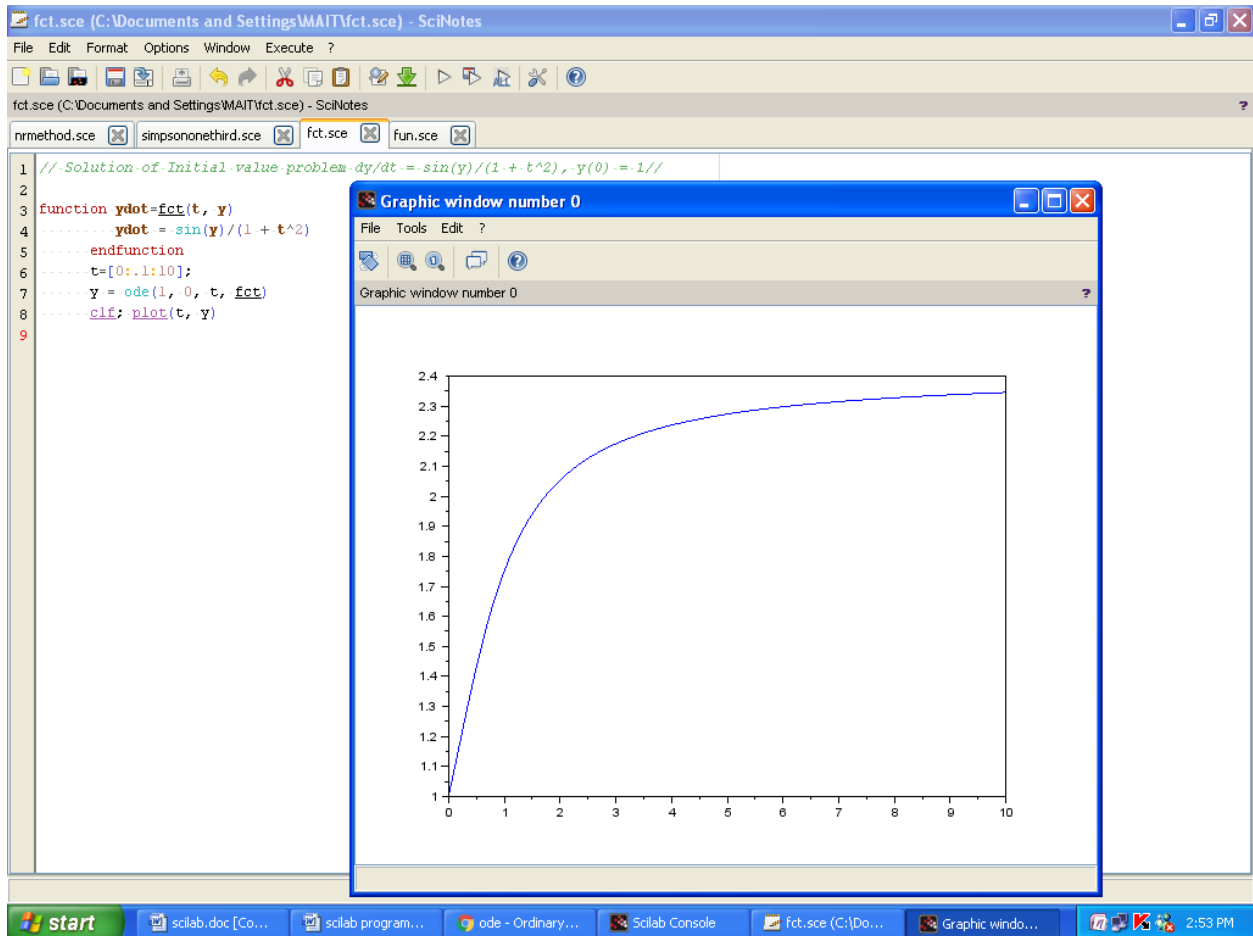 fct.sce (C:\Documents and Settings\MAIT\fct.sce) - SciNotes
File Edit Format Options Window Execute ?
fct.sce (C:\Documents and Settings\MAIT\fct.sce) - SciNotes ?
nrmethod.sce simpsononethird.sce fct.sce fun.sce
1 // Solution of Initial value problem dy/dt = sin(y)/(1 + t^2), y(0) = 1//
2
3 function ydot=fct(t, y)
4 ydot = sin(y)/(1 + t^2)
5 endfunction
6 t=[0:.1:10];
7 y = ode(1, 0, t, fct)
8 clf; plot(t, y)
9
Graphic window number 0
File Tools Edit ?
Graphic window number 0 ?
2.4
2.3
2.2
2.1
2
1.9
1.8
1.7
1.6
1.5
1.4
1.3
1.2
1.1
1
0 1 2 3 4 5 6 7 8 9 10
start scilab.doc [Co... scilab program... ode - Ordinary... Scilab Console fct.sce (C:\Do... Graphic windo... 2:53 PM